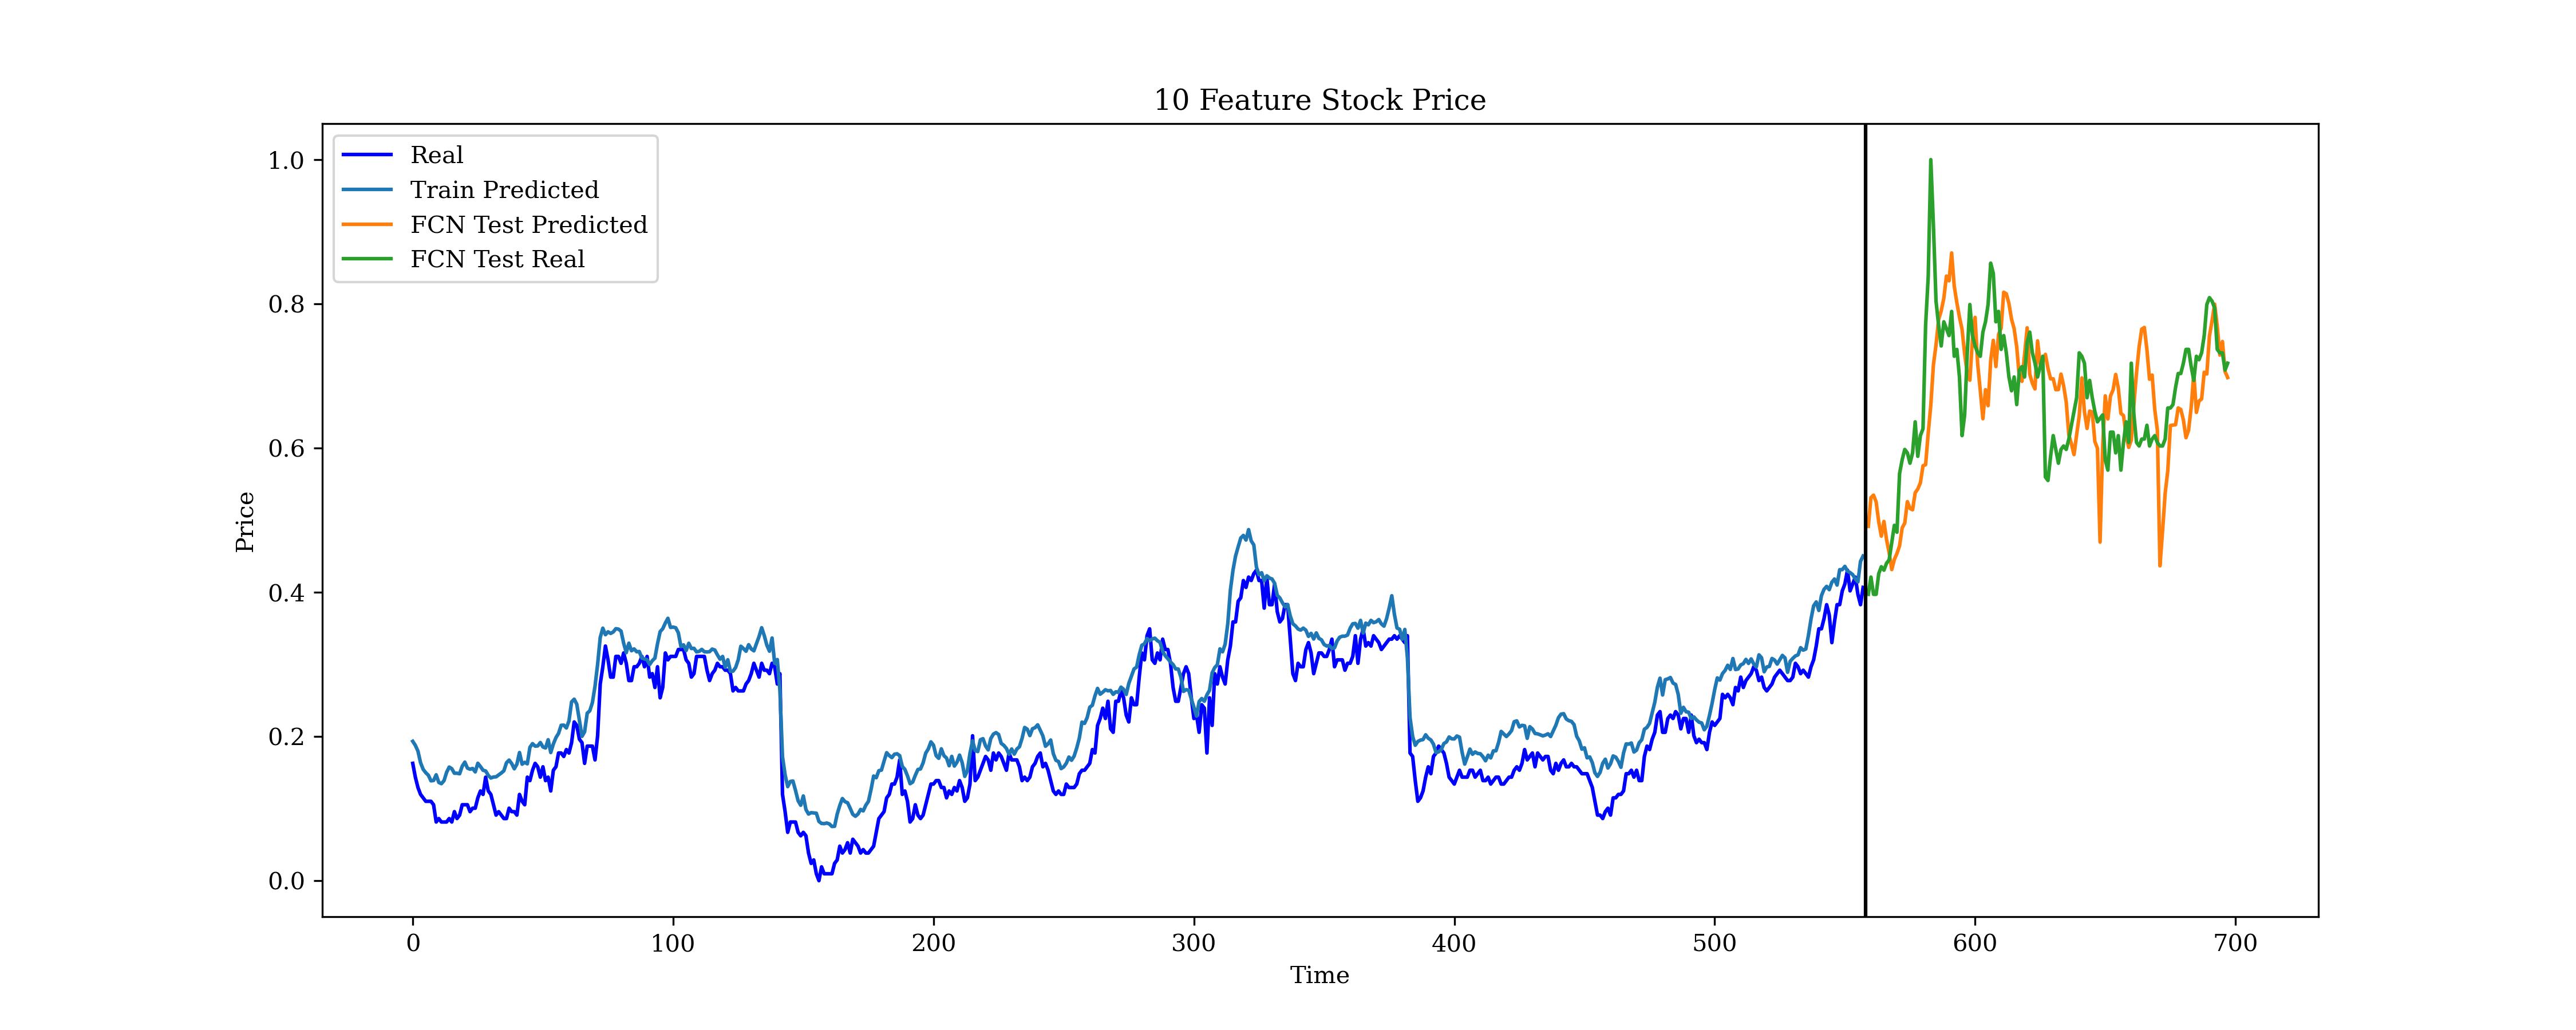 10 Feature Stock Price
Real
Train Predicted
FCN Test Predicted
FCN Test Real
1.0
0.8
0.6
0.4
0.2
0.0
Price
0 100 200 300 400 500 600 700
Time